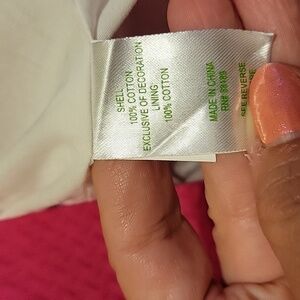 SHELL
100% COTTON
EXCLUSIVE OF DECORATION
LINING
100% COTTON
MADE IN CHINA
SEE REVERSE